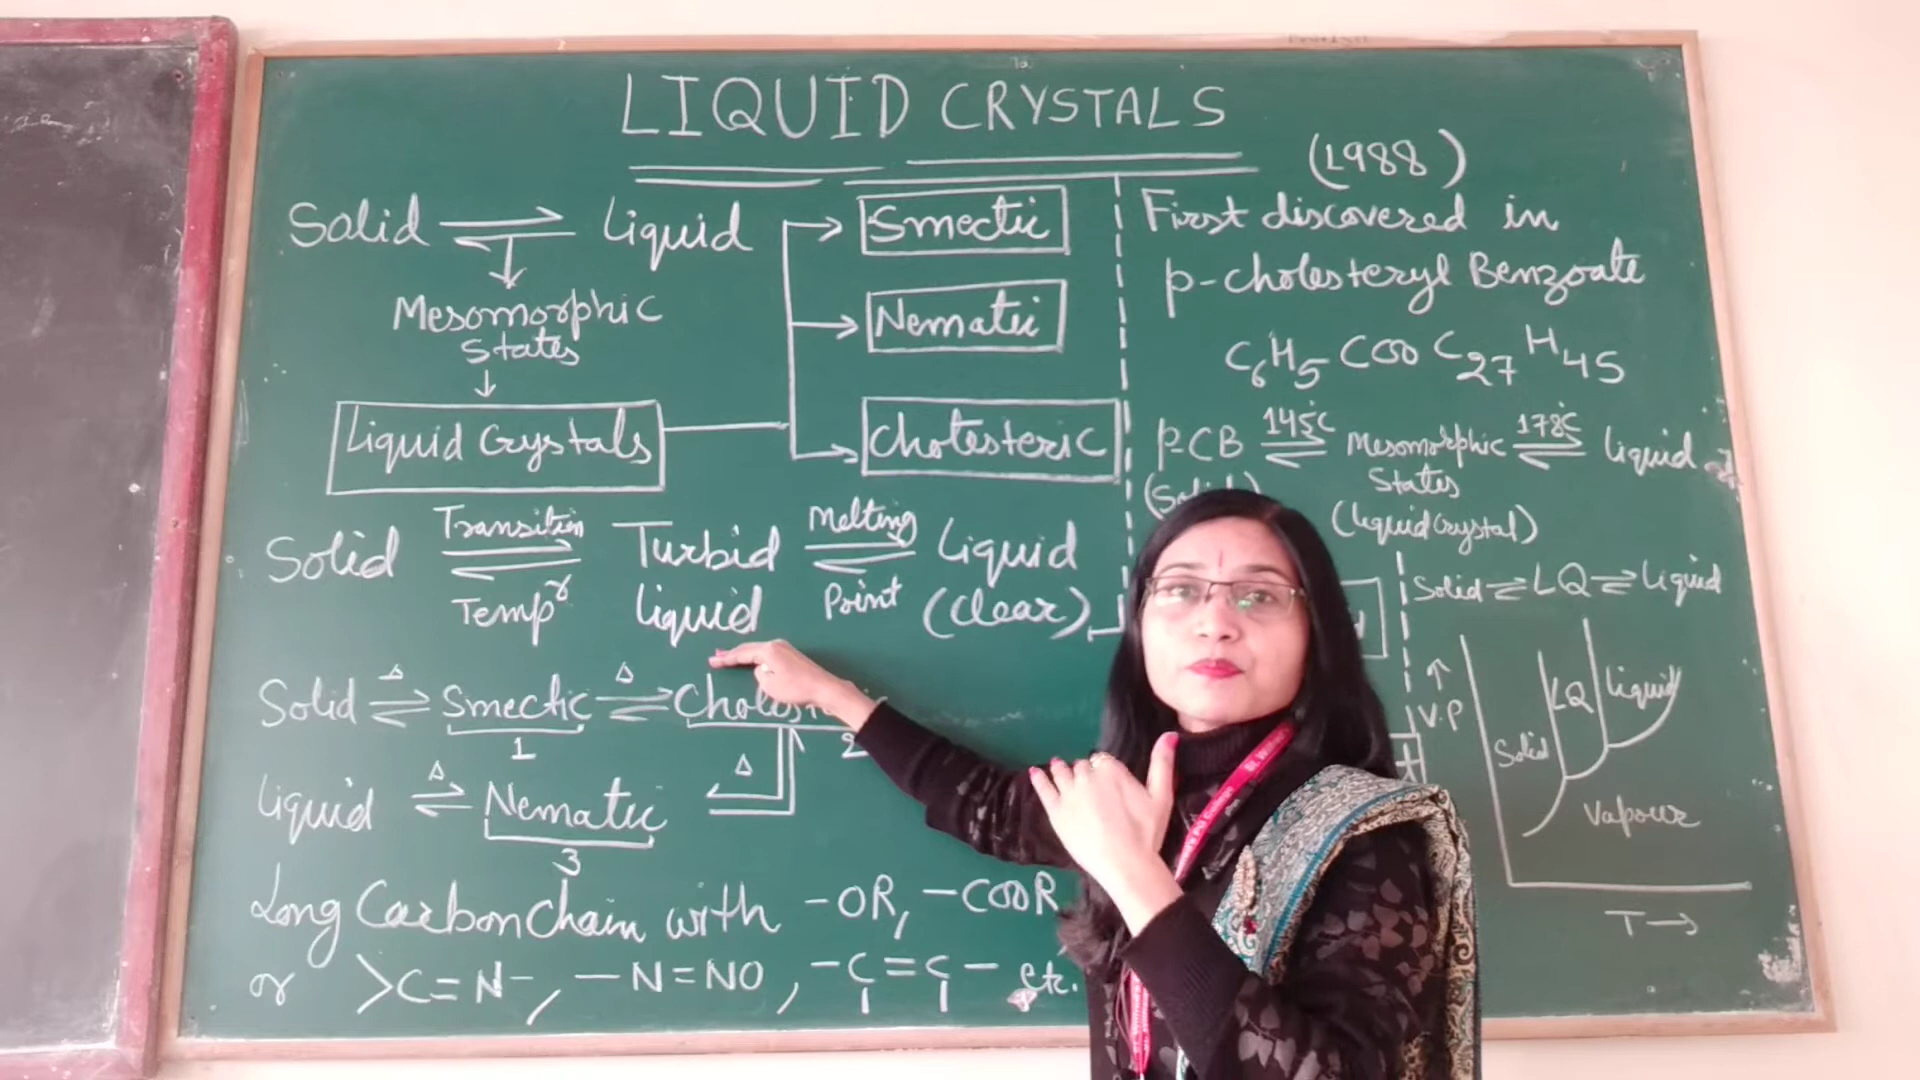 LIQUID CRYSTALS
Solid ⇌ Liquid
Mesomorphic
States
↓
Liquid Crystals
Smectic
Nematic
Cholesteric
Solid ⇌ Transition Temp^r Turbid Liquid ⇌ Melting Point Liquid (Clear)
Solid ⇌ Δ Smectic ⇌ Δ
1
2
Liquid ⇌ Δ Nematic Δ
3
Long Carbon Chain with -OR, -COOR
or >C=N-, -N=NO, -C=C- etc.
(1988)
First discovered in
p-cholesteryl Benzoate
C6H5COOC27H45
p-CB ⇌ 145°C Mesomorphic States ⇌ 178°C Liquid
(Solid)
(liquid Crystal)
Solid ⇌ LQ ⇌ Liquid
↑
V.P
Solid
LQ
Liquid
Vapour
T →